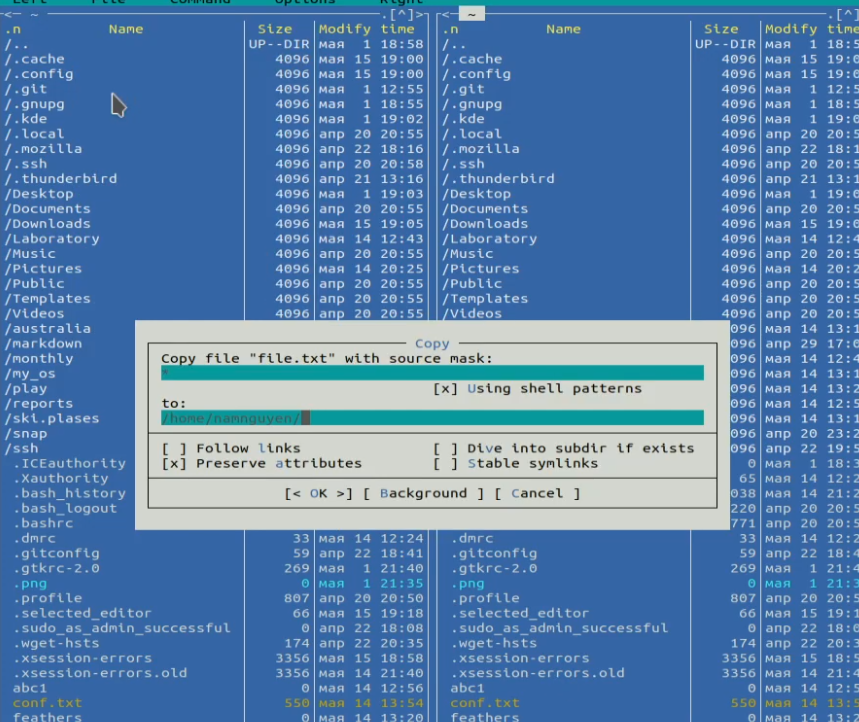 Left File Command Options Right
<─ ~ .[^]> <─ ~ .[^]
.n Name Size Modify time .n Name Size Modify time
/.. UP--DIR мая 1 18:58 /.. UP--DIR мая 1 18:5
/.cache 4096 мая 15 19:00 /.cache 4096 мая 15 19:0
/.config 4096 мая 15 19:00 /.config 4096 мая 15 19:0
/.git 4096 мая 1 12:55 /.git 4096 мая 1 12:5
/.gnupg 4096 мая 1 18:55 /.gnupg 4096 мая 1 18:5
/.kde 4096 мая 1 19:02 /.kde 4096 мая 1 19:0
/.local 4096 апр 20 20:55 /.local 4096 апр 20 20:5
/.mozilla 4096 апр 22 18:16 /.mozilla 4096 апр 22 18:1
/.ssh 4096 апр 20 20:58 /.ssh 4096 апр 20 20:5
/.thunderbird 4096 апр 21 13:16 /.thunderbird 4096 апр 21 13:1
/Desktop 4096 мая 1 19:03 /Desktop 4096 мая 1 19:0
/Documents 4096 апр 20 20:55 /Documents 4096 апр 20 20:5
/Downloads 4096 мая 15 19:05 /Downloads 4096 мая 15 19:0
/Laboratory 4096 мая 14 12:43 /Laboratory 4096 мая 14 12:4
/Music 4096 апр 20 20:55 /Music 4096 апр 20 20:5
/Pictures 4096 мая 14 20:25 /Pictures 4096 мая 14 20:2
/Public 4096 апр 20 20:55 /Public 4096 апр 20 20:5
/Templates 4096 апр 20 20:55 /Templates 4096 апр 20 20:5
/Videos 4096 апр 20 20:55 /Videos 4096 апр 20 20:5
/australia 096 мая 14 13:1
/markdown 096 апр 29 17:0
/monthly 096 мая 14 12:4
/my_os 096 мая 14 13:1
/play 096 мая 14 13:2
/reports 096 мая 14 12:5
/ski.plases 096 мая 14 13:1
/snap 096 апр 20 23:2
/ssh 096 апр 22 19:5
.ICEauthority 0 мая 1 18:3
.Xauthority 65 мая 14 12:2
.bash_history 038 мая 14 21:2
.bash_logout 220 апр 20 20:5
.bashrc 771 апр 20 20:5
Copy
Copy file "file.txt" with source mask:
*
[x] Using shell patterns
to:
/home/namnguyen/
[ ] Follow links [ ] Dive into subdir if exists
[x] Preserve attributes [ ] Stable symlinks
[< OK >] [ Background ] [ Cancel ]
.dmrc 33 мая 14 12:24 .dmrc 33 мая 14 12:2
.gitconfig 59 апр 22 18:41 .gitconfig 59 апр 22 18:4
.gtkrc-2.0 269 мая 1 21:40 .gtkrc-2.0 269 мая 1 21:4
.png 0 мая 1 21:35 .png 0 мая 1 21:3
.profile 807 апр 20 20:50 .profile 807 апр 20 20:5
.selected_editor 66 мая 15 19:18 .selected_editor 66 мая 15 19:1
.sudo_as_admin_successful 0 апр 22 18:08 .sudo_as_admin_successful 0 апр 22 18:0
.wget-hsts 174 апр 22 20:35 .wget-hsts 174 апр 22 20:3
.xsession-errors 3356 мая 15 18:58 .xsession-errors 3356 мая 15 18:5
.xsession-errors.old 3356 мая 14 21:40 .xsession-errors.old 3356 мая 14 21:4
abc1 0 мая 14 12:56 abc1 0 мая 14 12:5
conf.txt 550 мая 14 13:54 conf.txt 550 мая 14 13:5
feathers 0 мая 14 13:20 feathers 0 мая 14 13:2